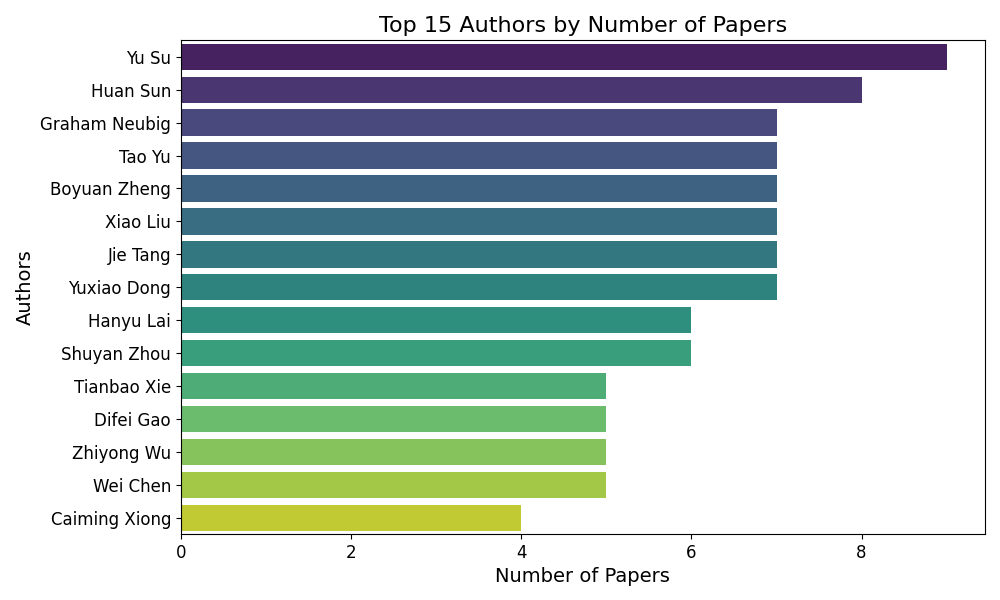 Top 15 Authors by Number of Papers
Authors
Yu Su
Huan Sun
Graham Neubig
Tao Yu
Boyuan Zheng
Xiao Liu
Jie Tang
Yuxiao Dong
Hanyu Lai
Shuyan Zhou
Tianbao Xie
Difei Gao
Zhiyong Wu
Wei Chen
Caiming Xiong
0 2 4 6 8
Number of Papers